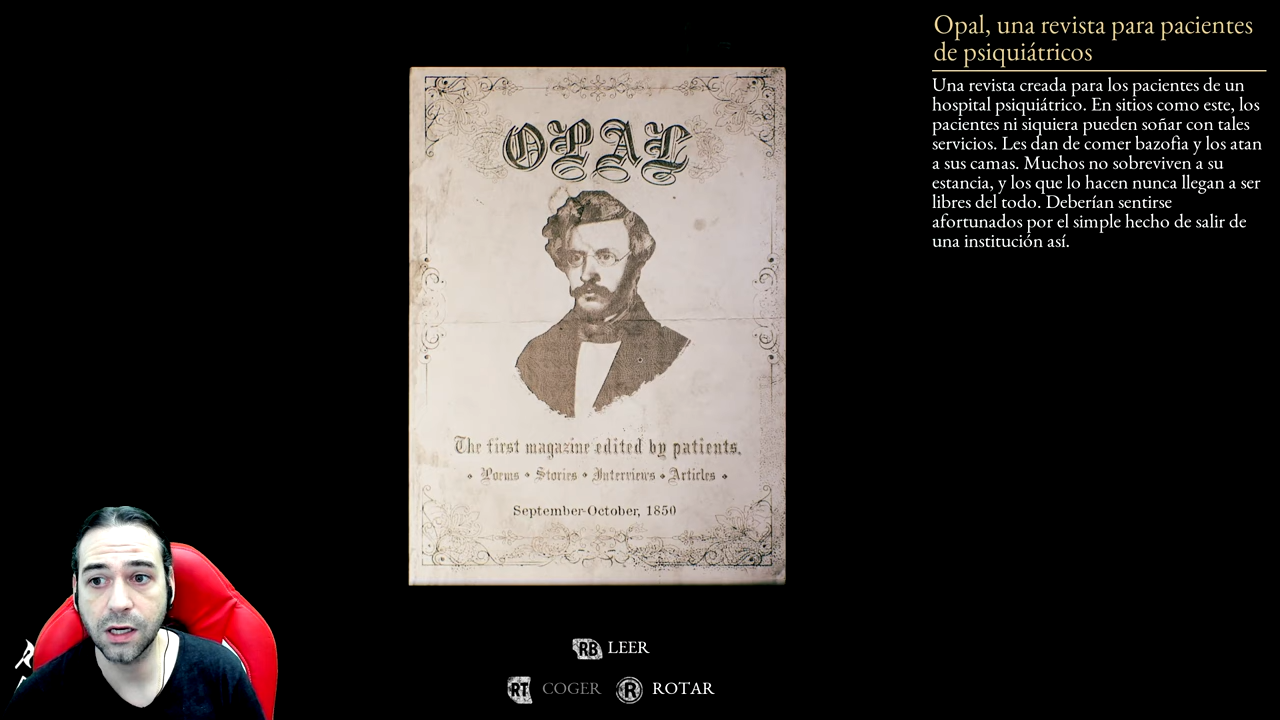 Opal, una revista para pacientes
de psiquiátricos
Una revista creada para los pacientes de un
hospital psiquiátrico. En sitios como este, los
pacientes ni siquiera pueden soñar con tales
servicios. Les dan de comer bazofia y los atan
a sus camas. Muchos no sobreviven a su
estancia, y los que lo hacen nunca llegan a ser
libres del todo. Deberían sentirse
afortunados por el simple hecho de salir de
una institución así.
OPAL
The first magazine edited by patients.
Poems • Stories • Interviews • Articles
September-October, 1850
RB LEER
RT COGER R ROTAR